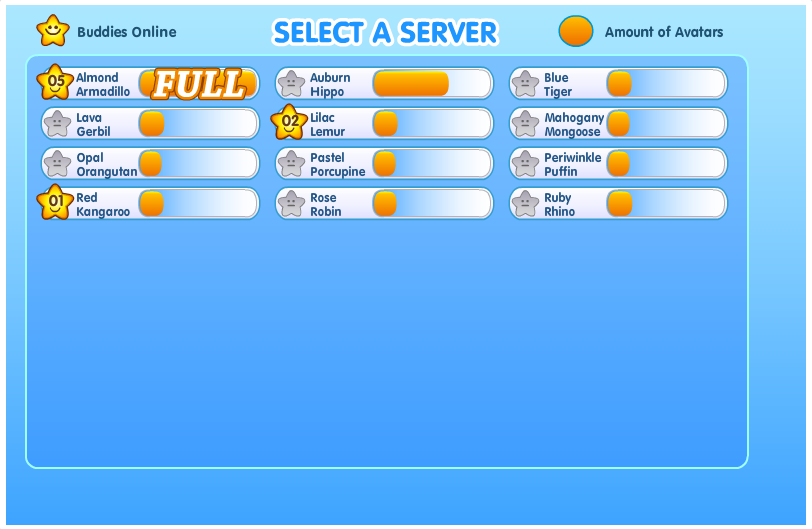 Buddies Online
SELECT A SERVER
Amount of Avatars
05
Almond
Armadillo
FULL
Auburn
Hippo
Blue
Tiger
Lava
Gerbil
02
Lilac
Lemur
Mahogany
Mongoose
Opal
Orangutan
Pastel
Porcupine
Periwinkle
Puffin
01
Red
Kangaroo
Rose
Robin
Ruby
Rhino